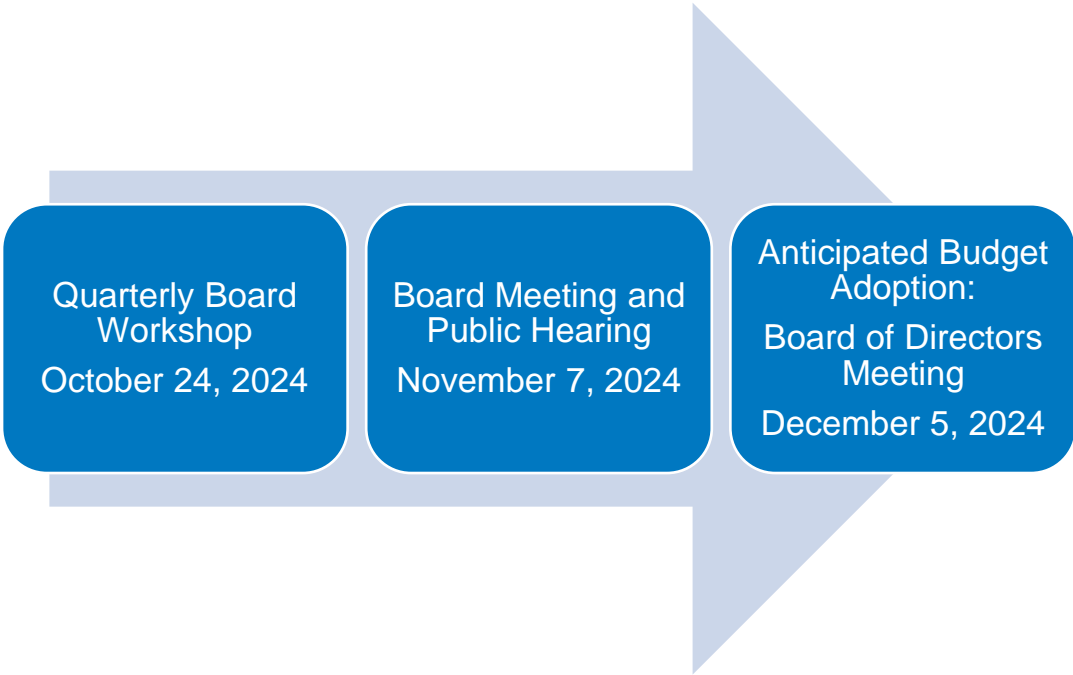 Quarterly Board
Workshop
October 24, 2024
Board Meeting and
Public Hearing
November 7, 2024
Anticipated Budget
Adoption:
Board of Directors
Meeting
December 5, 2024